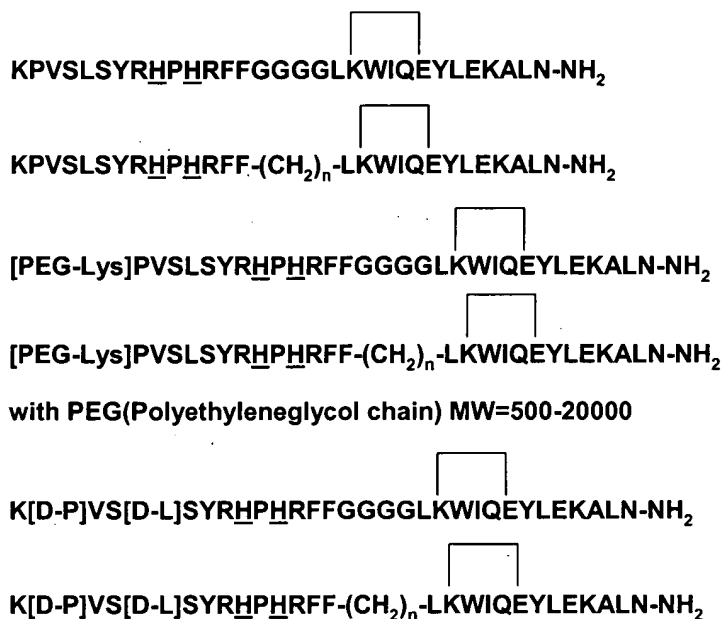 KPVSLSYRHPHRFFGGGGLKWIQEYLEKALN-NH₂
KPVSLSYRHPHRFF-(CH₂)ₙ-LKWIQEYLEKALN-NH₂
[PEG-Lys]PVSLSYRHPHRFFGGGGLKWIQEYLEKALN-NH₂
[PEG-Lys]PVSLSYRHPHRFF-(CH₂)ₙ-LKWIQEYLEKALN-NH₂
with PEG(Polyethyleneglycol chain) MW=500-20000
K[D-P]VS[D-L]SYRHPHRFFGGGGLKWIQEYLEKALN-NH₂
K[D-P]VS[D-L]SYRHPHRFF-(CH₂)ₙ-LKWIQEYLEKALN-NH₂